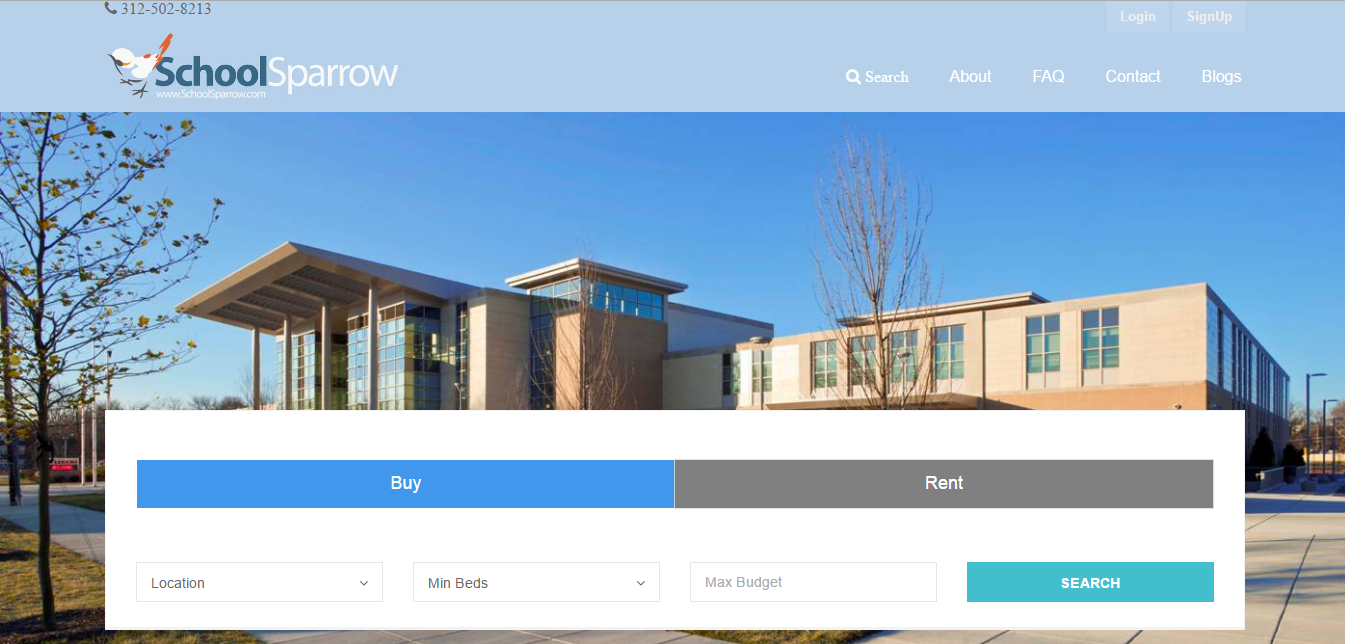 312-502-8213
Login SignUp
SchoolSparrow
www.SchoolSparrow.com
Search About FAQ Contact Blogs
Buy Rent
Location Min Beds Max Budget SEARCH